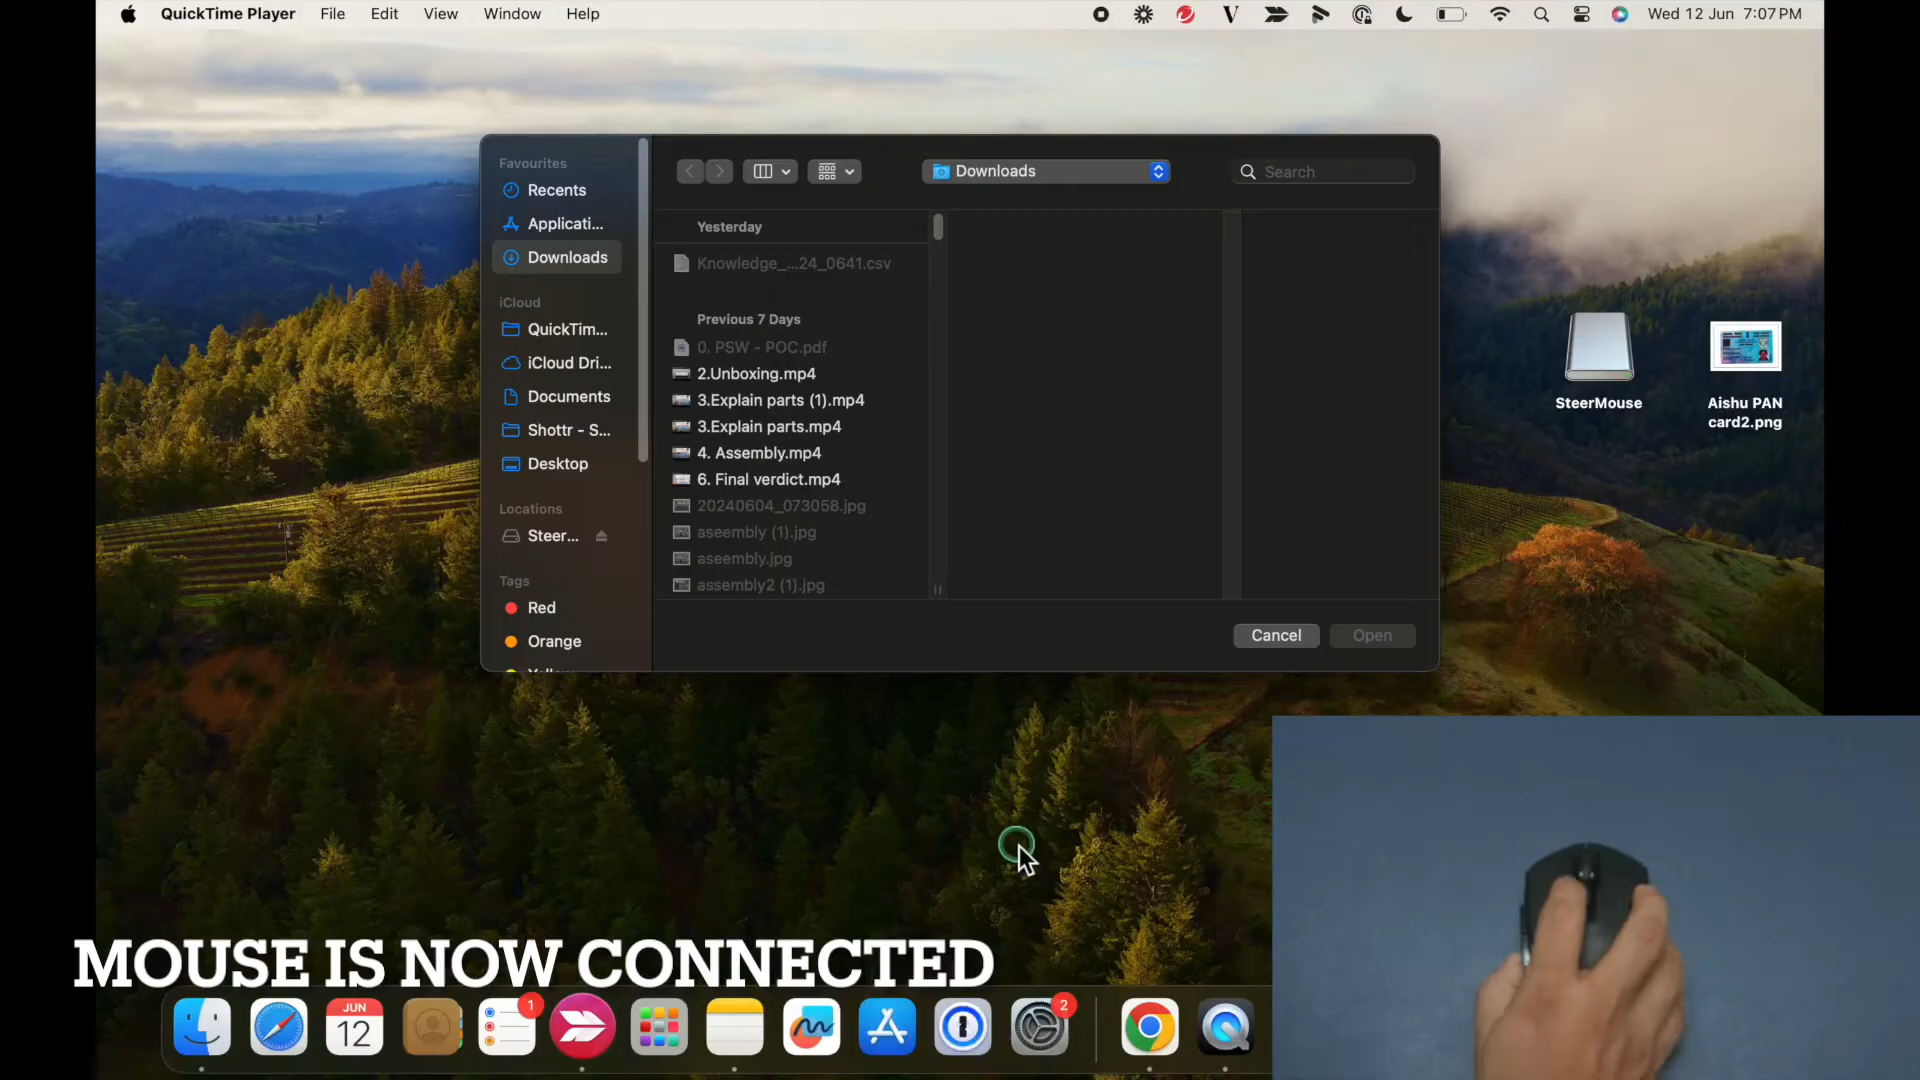 QuickTime Player File Edit View Window Help Wed 12 Jun 7:07 PM
Favourites
Recents
Applicati...
Downloads
iCloud
QuickTim...
iCloud Dri...
Documents
Shottr - S...
Desktop
Locations
Steer...
Tags
Red
Orange
Downloads
Search
Yesterday
Knowledge_...24_0641.csv
Previous 7 Days
0. PSW - POC.pdf
2.Unboxing.mp4
3.Explain parts (1).mp4
3.Explain parts.mp4
4. Assembly.mp4
6. Final verdict.mp4
20240604_073058.jpg
aseembly (1).jpg
aseembly.jpg
assembly2 (1).jpg
Cancel Open
SteerMouse
Aishu PAN
card2.png
MOUSE IS NOW CONNECTED
JUN
12
1
2